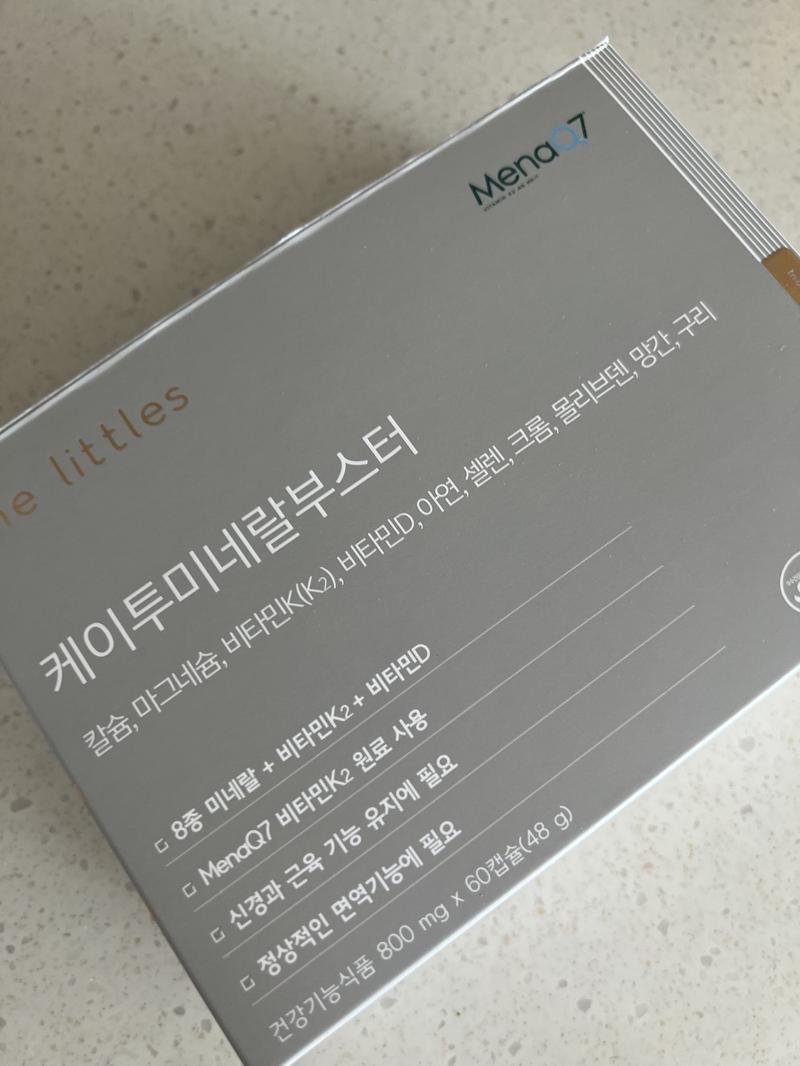 MenaQ7
VITAMIN K2 AS MK-7
littles
케이투미네랄부스터
칼슘, 마그네슘, 비타민K(K2), 비타민D, 아연, 셀렌, 크롬, 몰리브덴, 망간, 구리
8종 미네랄 + 비타민K2 + 비타민D
MenaQ7 비타민K2 원료 사용
신경과 근육 기능 유지에 필요
정상적인 면역기능에 필요
건강기능식품 800 mg x 60캡슐(48 g)